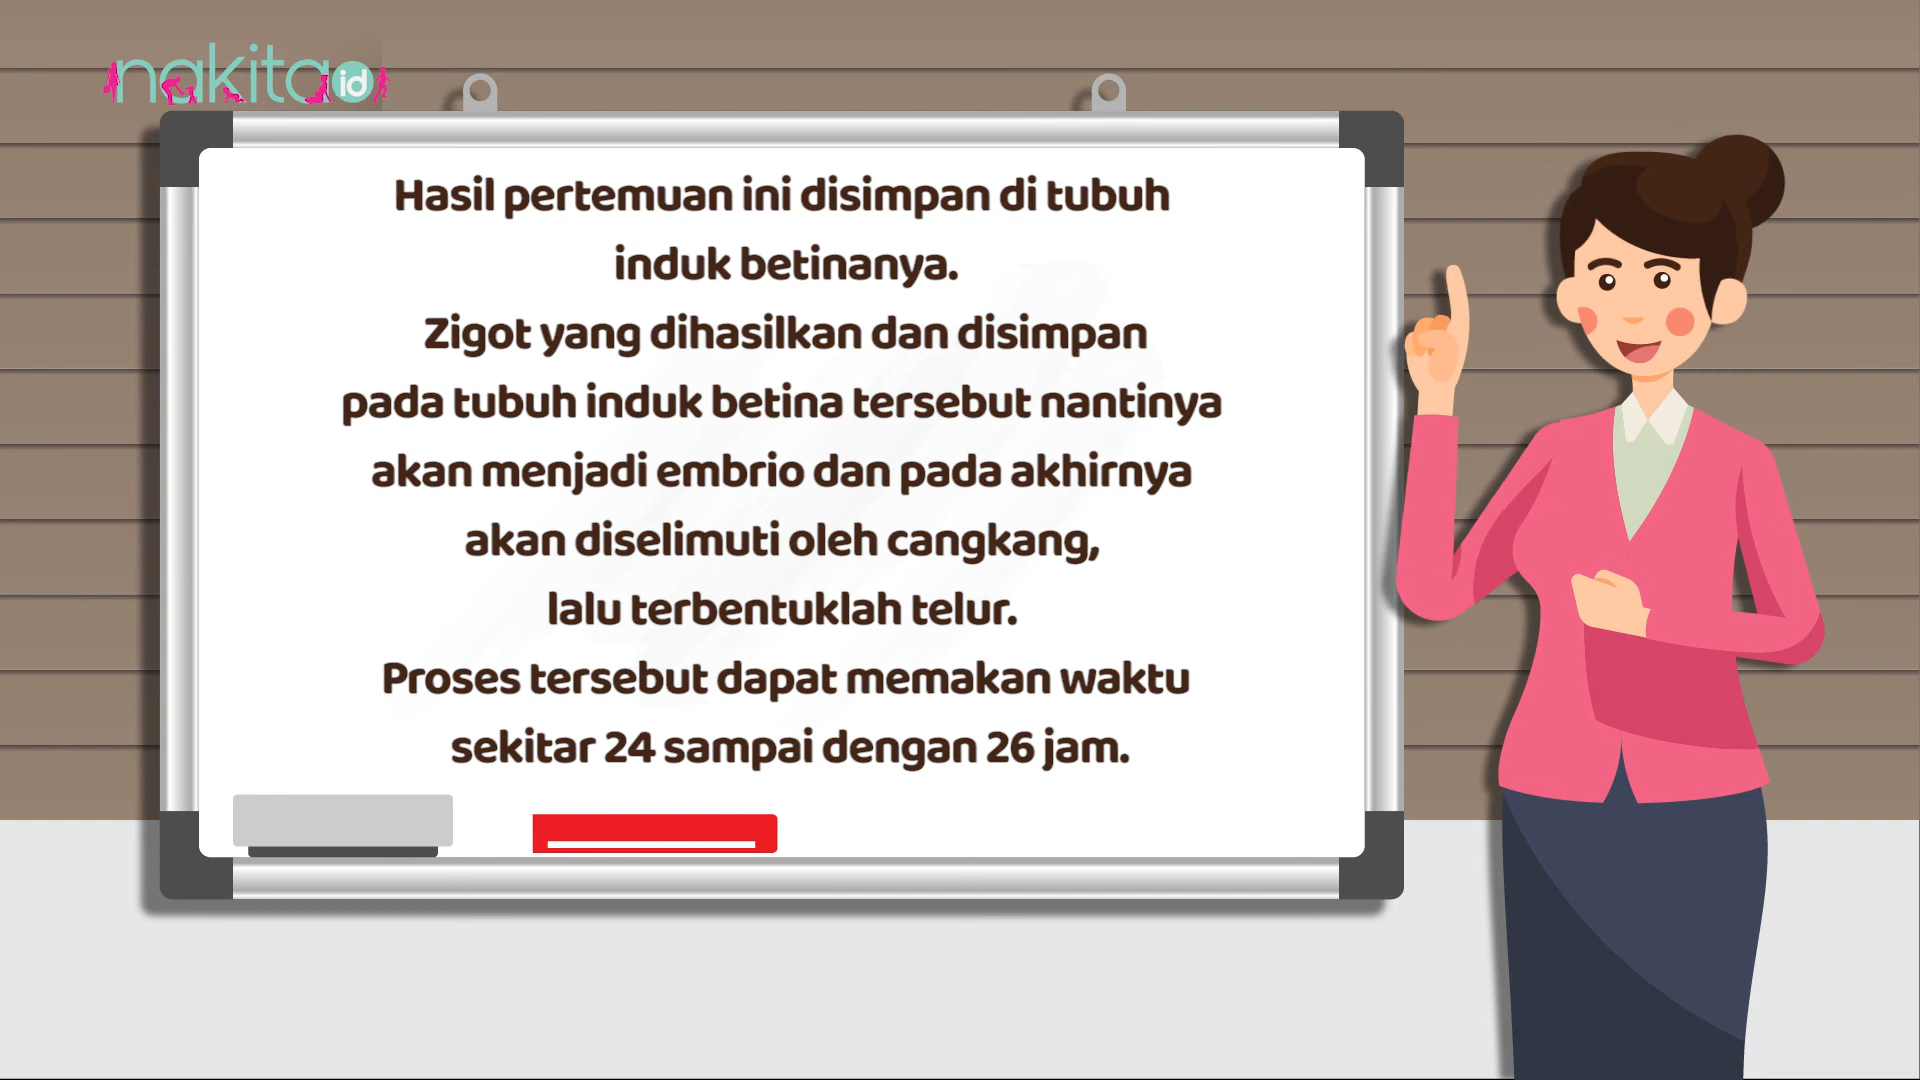 nakita id
Hasil pertemuan ini disimpan di tubuh
induk betinanya.
Zigot yang dihasilkan dan disimpan
pada tubuh induk betina tersebut nantinya
akan menjadi embrio dan pada akhirnya
akan diselimuti oleh cangkang,
lalu terbentuklah telur.
Proses tersebut dapat memakan waktu
sekitar 24 sampai dengan 26 jam.